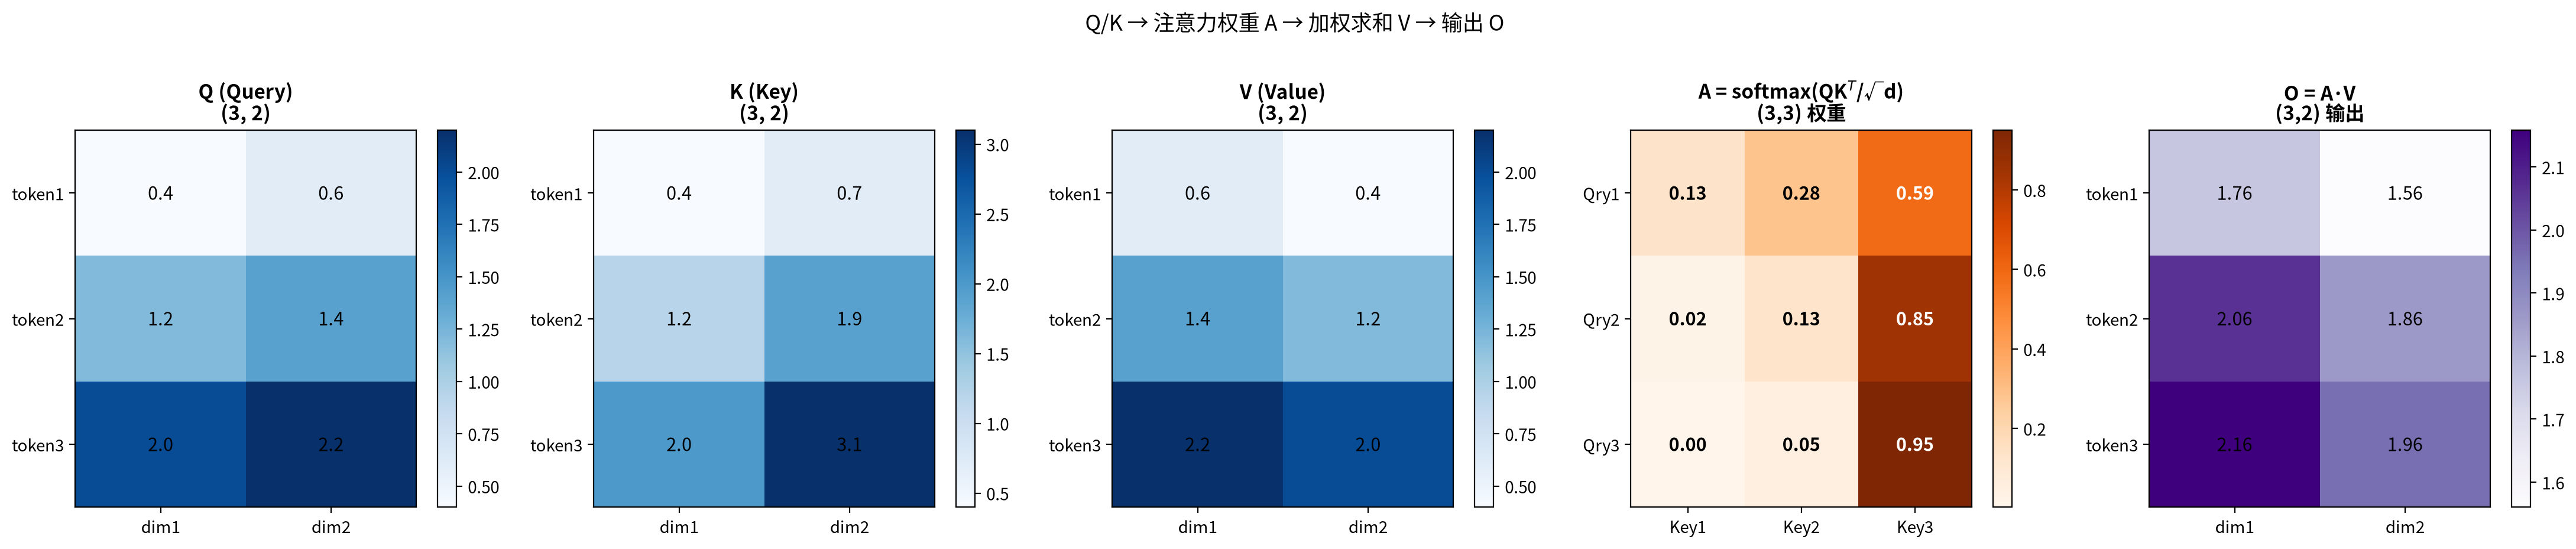 Q/K → 注意力权重 A → 加权求和 V → 输出 O
Q (Query)
(3, 2)
token1
token2
token3
0.4 0.6
1.2 1.4
2.0 2.2
dim1 dim2
2.00
1.75
1.50
1.25
1.00
0.75
0.50
K (Key)
(3, 2)
token1
token2
token3
0.4 0.7
1.2 1.9
2.0 3.1
dim1 dim2
3.0
2.5
2.0
1.5
1.0
0.5
V (Value)
(3, 2)
token1
token2
token3
0.6 0.4
1.4 1.2
2.2 2.0
dim1 dim2
2.00
1.75
1.50
1.25
1.00
0.75
0.50
A = softmax(QK^T/√d)
(3,3) 权重
Qry1
Qry2
Qry3
0.13 0.28 0.59
0.02 0.13 0.85
0.00 0.05 0.95
Key1 Key2 Key3
0.8
0.6
0.4
0.2
O = A·V
(3,2) 输出
token1
token2
token3
1.76 1.56
2.06 1.86
2.16 1.96
dim1 dim2
2.1
2.0
1.9
1.8
1.7
1.6